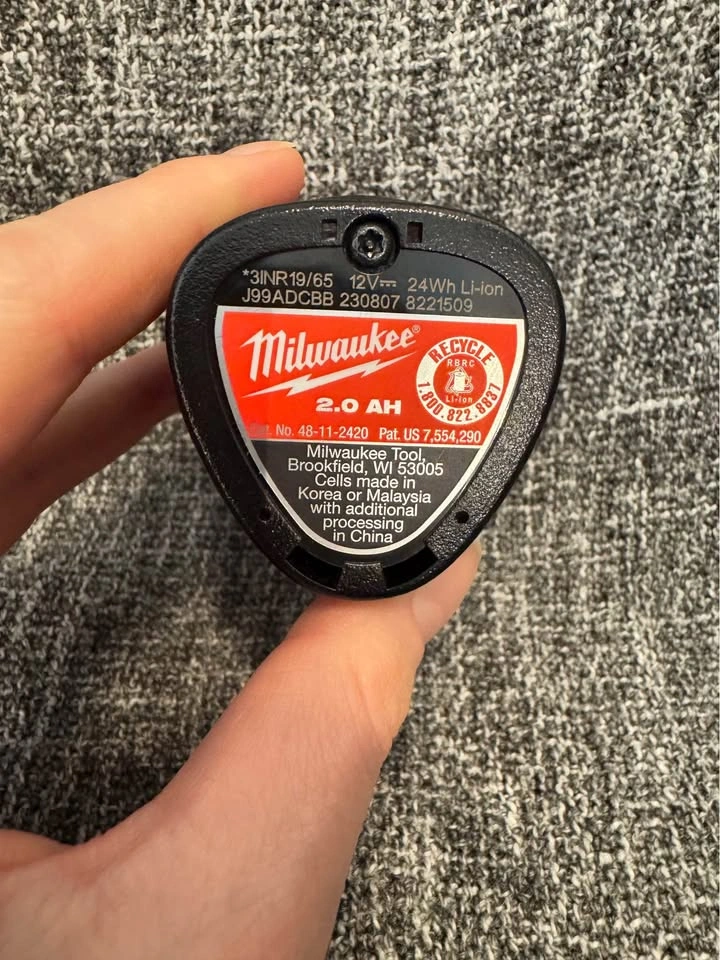 *3INR19/65 12V⎓ 24Wh Li-ion
J99ADCBB 230807 8221509
Milwaukee®
RECYCLE
RBRC
Li-ion
1.800.822.8837
2.0 AH
Cat. No. 48-11-2420 Pat. US 7,554,290
Milwaukee Tool,
Brookfield, WI 53005
Cells made in
Korea or Malaysia
with additional
processing
in China